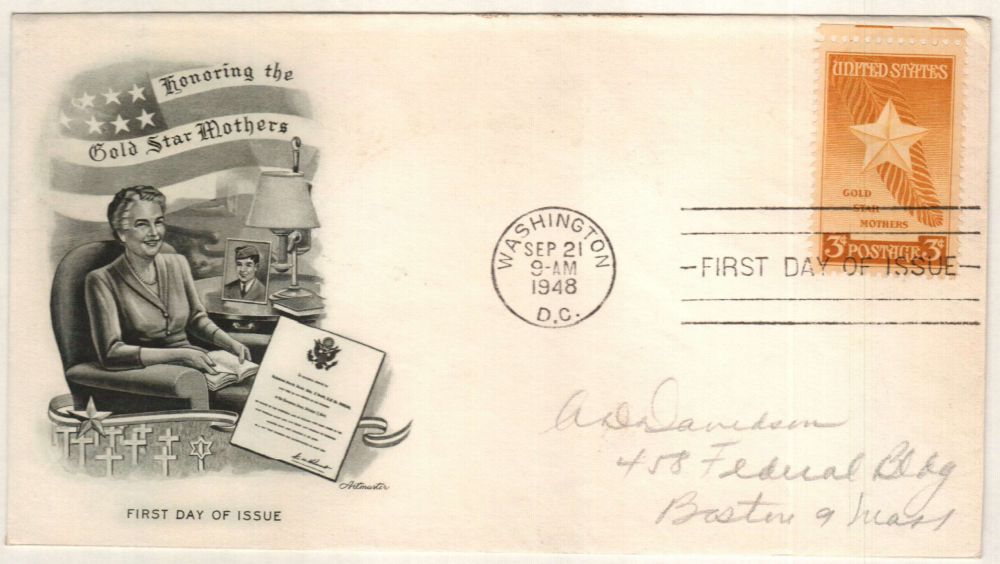 Honoring the
Gold Star Mothers
Artmaster
FIRST DAY OF ISSUE
WASHINGTON
SEP 21
9-AM
1948
D.C.
UNITED STATES
GOLD
STAR
MOTHERS
3¢ POSTAGE 3¢
FIRST DAY OF ISSUE
A D Davidson
458 Federal Bldg
Boston 9 Mass